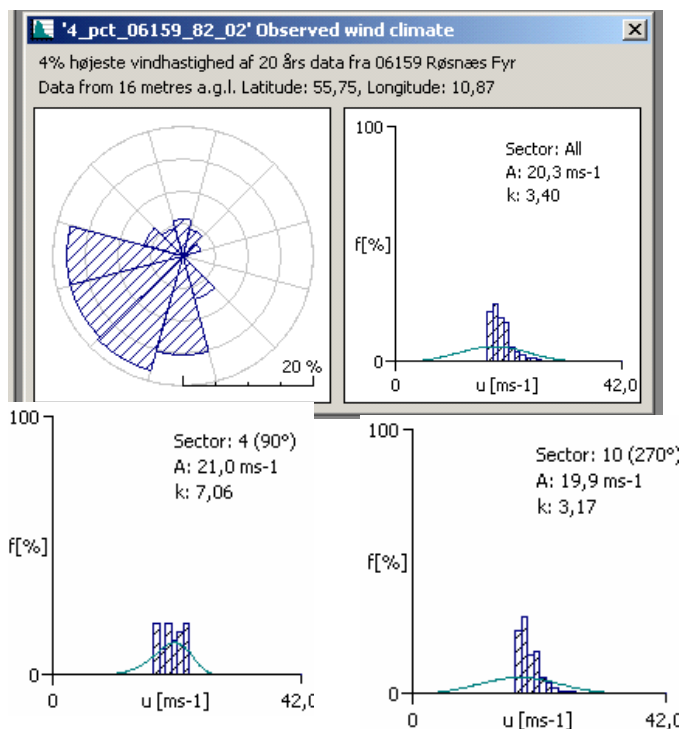 '4_pct_06159_82_02' Observed wind climate
4% højeste vindhastighed af 20 års data fra 06159 Røsnæs Fyr
Data from 16 metres a.g.l. Latitude: 55,75, Longitude: 10,87
20 %
100
Sector: All
A: 20,3 ms-1
k: 3,40
f[%]
0
0
u [ms-1]
42,0
100
Sector: 4 (90°)
A: 21,0 ms-1
k: 7,06
f[%]
0
0
u [ms-1]
42,0
100
Sector: 10 (270°)
A: 19,9 ms-1
k: 3,17
f[%]
0
0
u [ms-1]
42,0